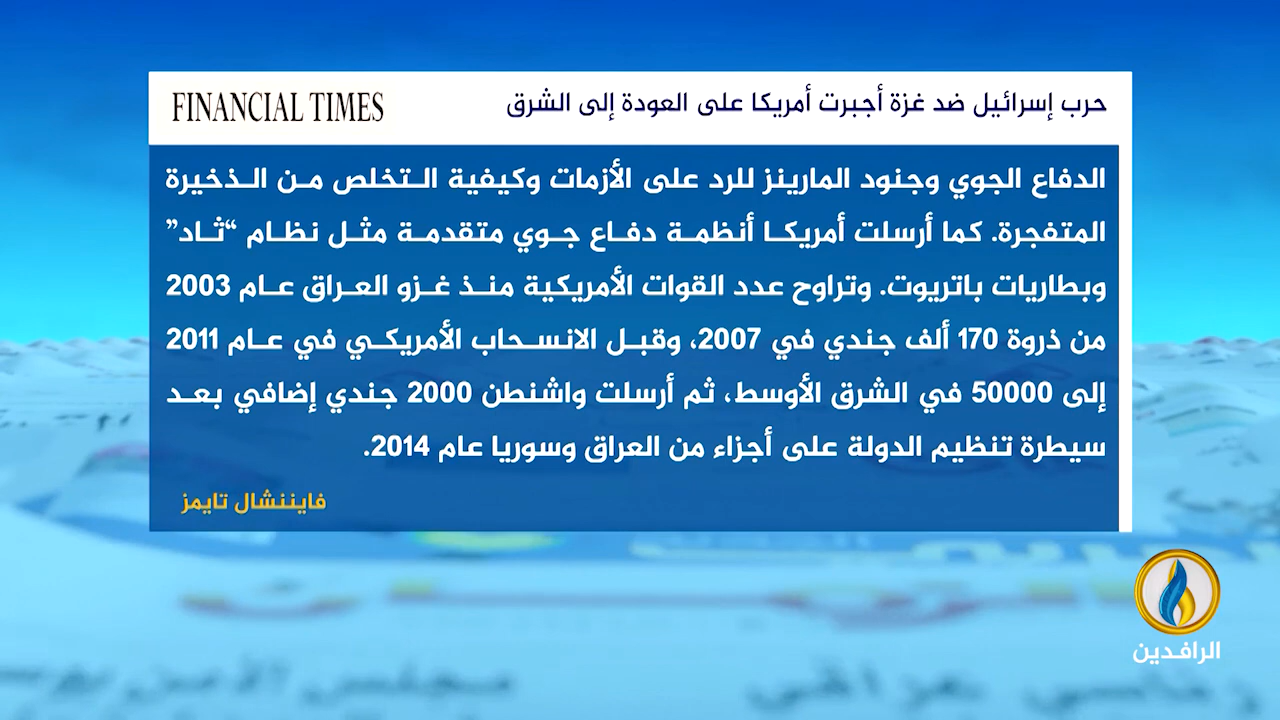 FINANCIAL TIMES
حرب إسرائيل ضد غزة أجبرت أمريكا على العودة إلى الشرق
الدفاع الجوي وجنود المارينز للرد على الأزمات وكيفية التخلص من الذخيرة
المتفجرة. كما أرسلت أمريكا أنظمة دفاع جوي متقدمة مثل نظام “ثاد”
وبطاريات باتريوت. وتراوح عدد القوات الأمريكية منذ غزو العراق عام 2003
من ذروة 170 ألف جندي في 2007، وقبل الانسحاب الأمريكي في عام 2011
إلى 50000 في الشرق الأوسط، ثم أرسلت واشنطن 2000 جندي إضافي بعد
سيطرة تنظيم الدولة على أجزاء من العراق وسوريا عام 2014.
فايننشال تايمز
الرافدين
مجلس الأمن